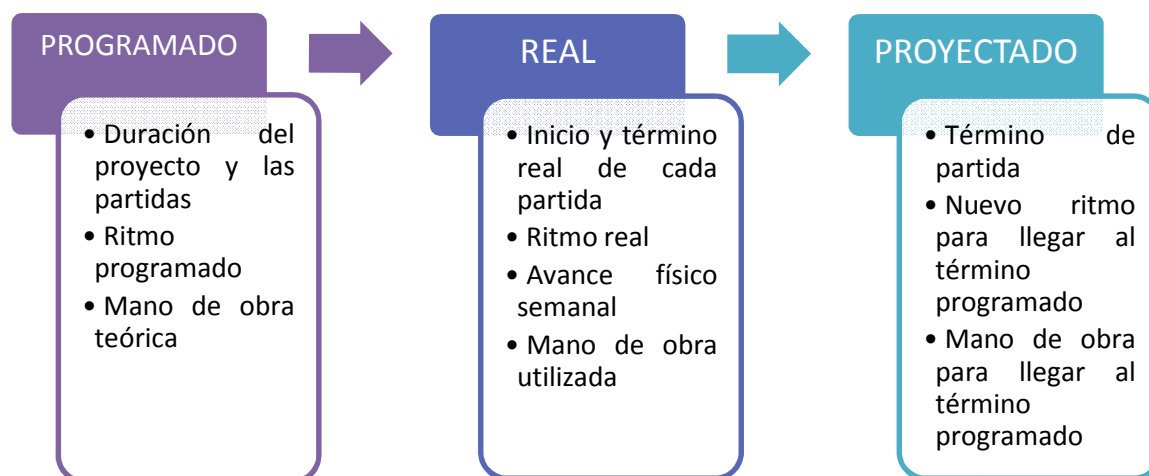 PROGRAMADO
• Duración del
proyecto y las
partidas
• Ritmo
programado
• Mano de obra
teórica
REAL
• Inicio y término
real de cada
partida
• Ritmo real
• Avance físico
semanal
• Mano de obra
utilizada
PROYECTADO
• Término de
partida
• Nuevo ritmo
para llegar al
término
programado
• Mano de obra
para llegar al
término
programado